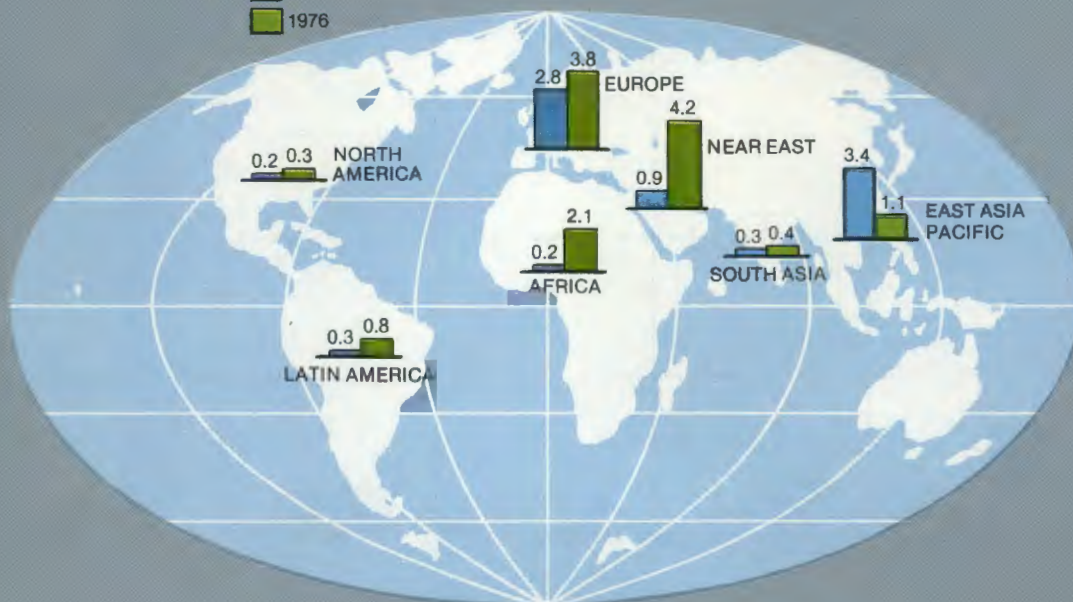 1976
2.8
3.8
EUROPE
4.2
NEAR EAST
0.9
0.2
0.3
NORTH
AMERICA
3.4
1.1
EAST ASIA
PACIFIC
0.2
2.1
AFRICA
0.3
0.4
SOUTH ASIA
0.3
0.8
LATIN AMERICA